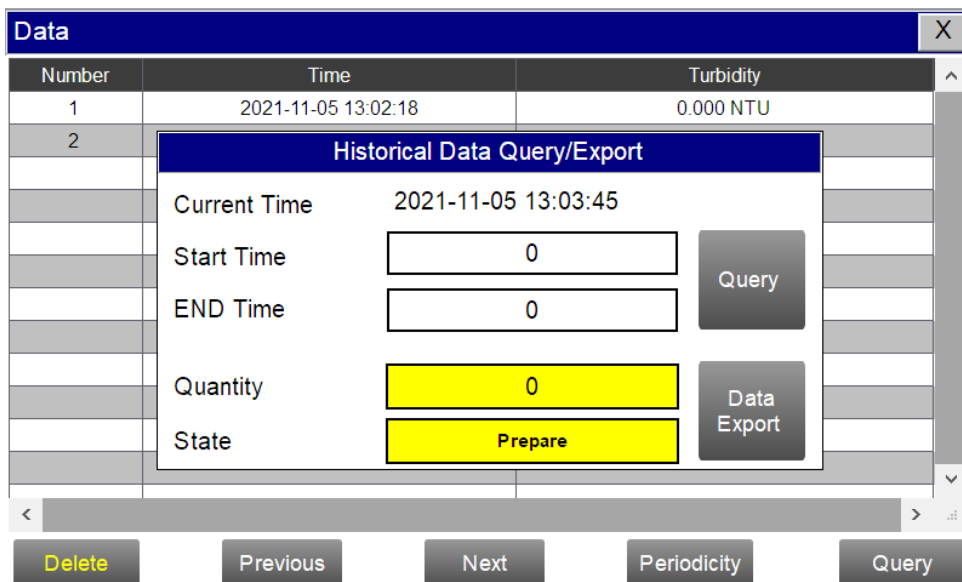 Data X
Number Time Turbidity
1 2021-11-05 13:02:18 0.000 NTU
2
Historical Data Query/Export
Current Time 2021-11-05 13:03:45
Start Time 0
Query
END Time 0
Quantity 0
Data
Export
State Prepare
Delete Previous Next Periodicity Query